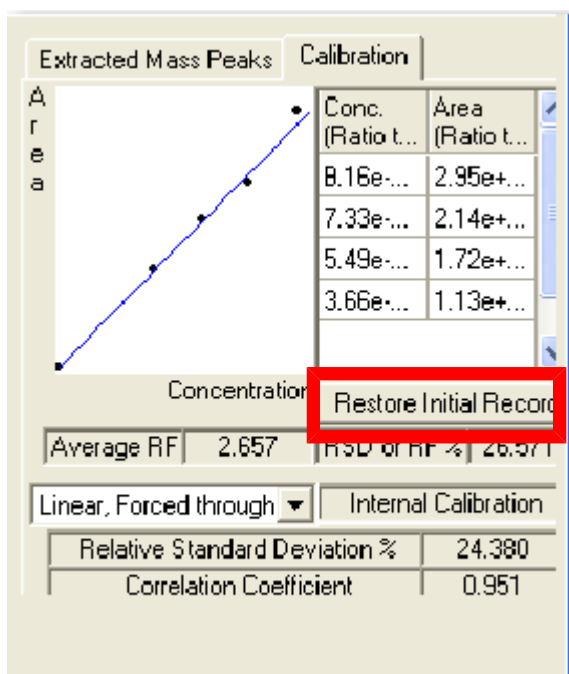 Extracted Mass Peaks Calibration
Area
Conc. (Ratio t... Area (Ratio t...
8.16e-... 2.95e+...
7.33e-... 2.14e+...
5.49e-... 1.72e+...
3.66e-... 1.13e+...
Concentration
Restore Initial Record
Average RF 2.657 RSD of RF % 26.571
Linear, Forced through Internal Calibration
Relative Standard Deviation % 24.380
Correlation Coefficient 0.951